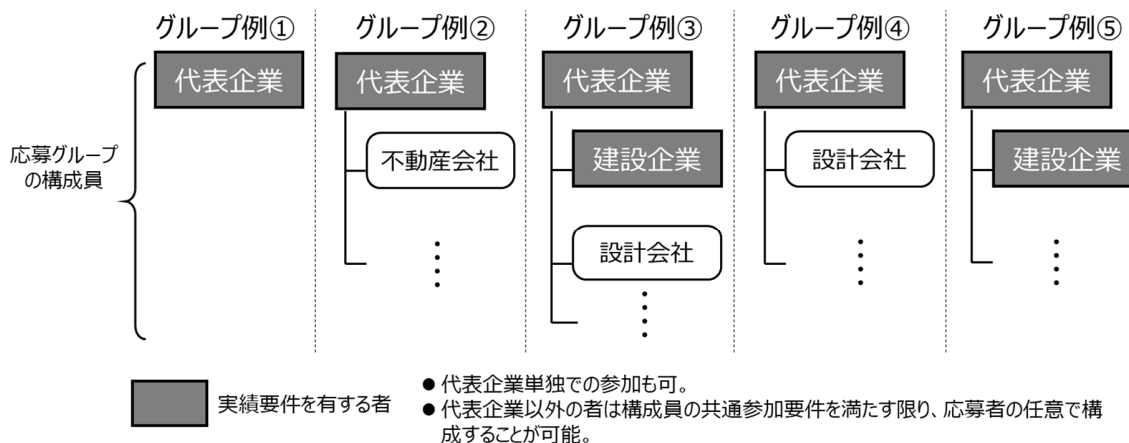 グループ例①
グループ例②
グループ例③
グループ例④
グループ例⑤
代表企業
代表企業
代表企業
代表企業
代表企業
応募グループ
の構成員
不動産会社
建設企業
設計会社
建設企業
設計会社
実績要件を有する者
● 代表企業単独での参加も可。
● 代表企業以外の者は構成員の共通参加要件を満たす限り、応募者の任意で構
成することが可能。